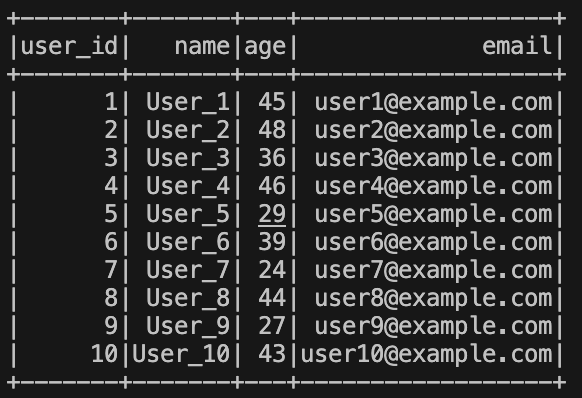 +-------+-------+---+------------------+
|user_id|   name|age|             email|
+-------+-------+---+------------------+
|      1| User_1| 45| user1@example.com|
|      2| User_2| 48| user2@example.com|
|      3| User_3| 36| user3@example.com|
|      4| User_4| 46| user4@example.com|
|      5| User_5| 29| user5@example.com|
|      6| User_6| 39| user6@example.com|
|      7| User_7| 24| user7@example.com|
|      8| User_8| 44| user8@example.com|
|      9| User_9| 27| user9@example.com|
|     10|User_10| 43|user10@example.com|
+-------+-------+---+------------------+